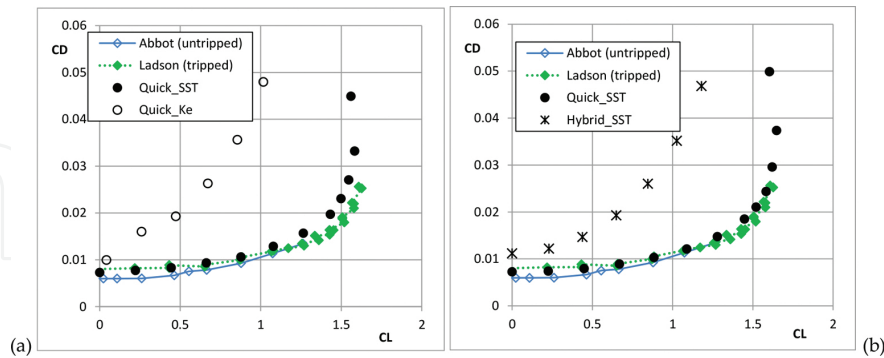 0.06
CD
0.05
0.04
0.03
0.02
0.01
0
0
0.5
1
1.5
2
CL
Abbot (untripped)
Ladson (tripped)
Quick_SST
Quick_Ke
(a)
0.06
CD
0.05
0.04
0.03
0.02
0.01
0
0
0.5
1
1.5
2
CL
Abbot (untripped)
Ladson (tripped)
Quick_SST
Hybrid_SST
(b)